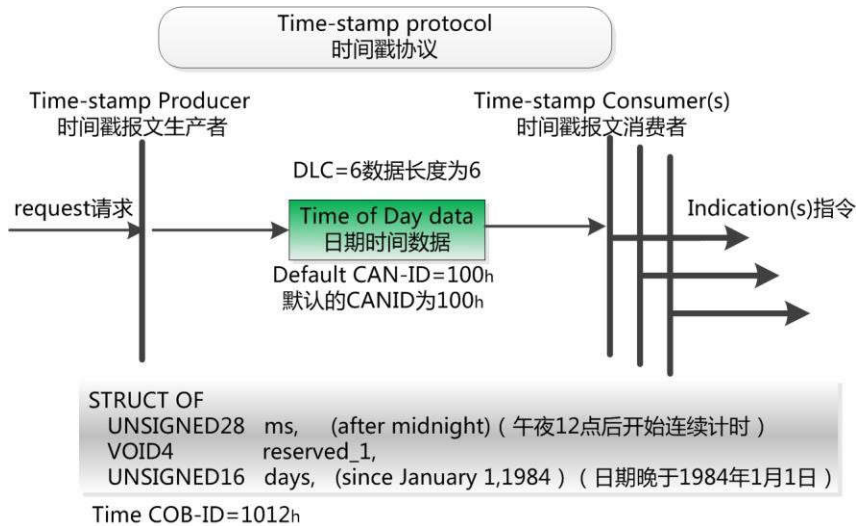 Time-stamp protocol
时间戳协议
Time-stamp Producer
时间戳报文生产者
Time-stamp Consumer(s)
时间戳报文消费者
DLC=6数据长度为6
request请求
Time of Day data
日期时间数据
Indication(s)指令
Default CAN-ID=100h
默认的CANID为100h
STRUCT OF
UNSIGNED28 ms, (after midnight)(午夜12点后开始连续计时)
VOID4 reserved_1,
UNSIGNED16 days, (since January 1,1984)(日期晚于1984年1月1日)
Time COB-ID=1012h